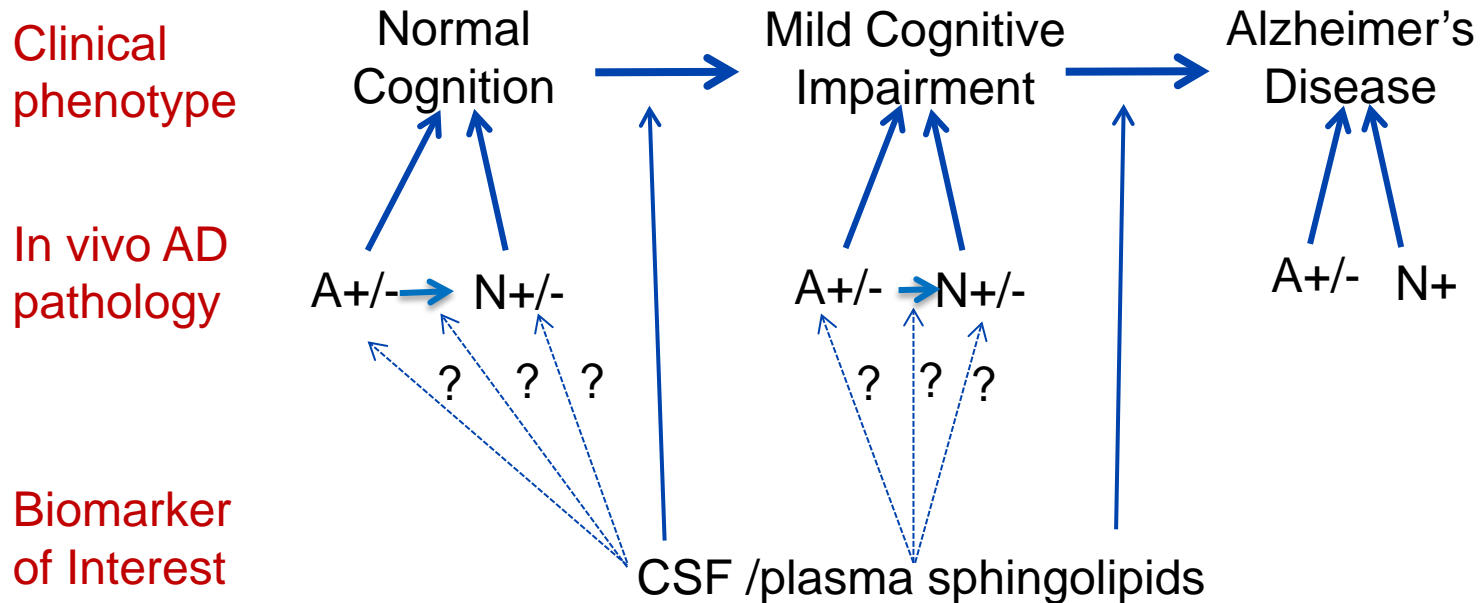 Clinical
phenotype
Normal
Cognition
Mild Cognitive
Impairment
Alzheimer’s
Disease
In vivo AD
pathology
A+/-
N+/-
A+/-
N+/-
A+/-
N+
?
?
?
?
?
?
Biomarker
of Interest
CSF /plasma sphingolipids